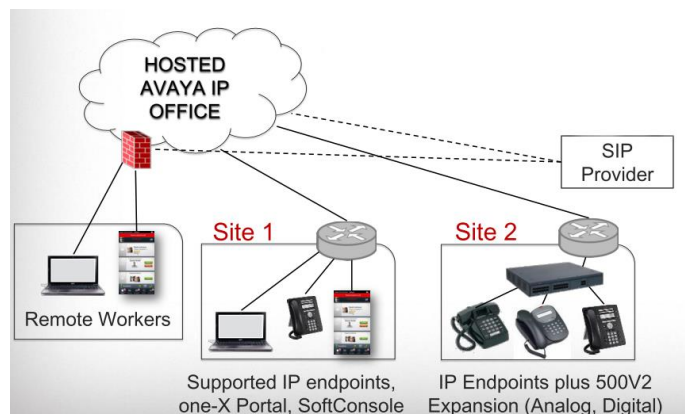 HOSTED
AVAYA IP
OFFICE
SIP
Provider
Site 1
Site 2
Remote Workers
Supported IP endpoints,
one-X Portal, SoftConsole
IP Endpoints plus 500V2
Expansion (Analog, Digital)